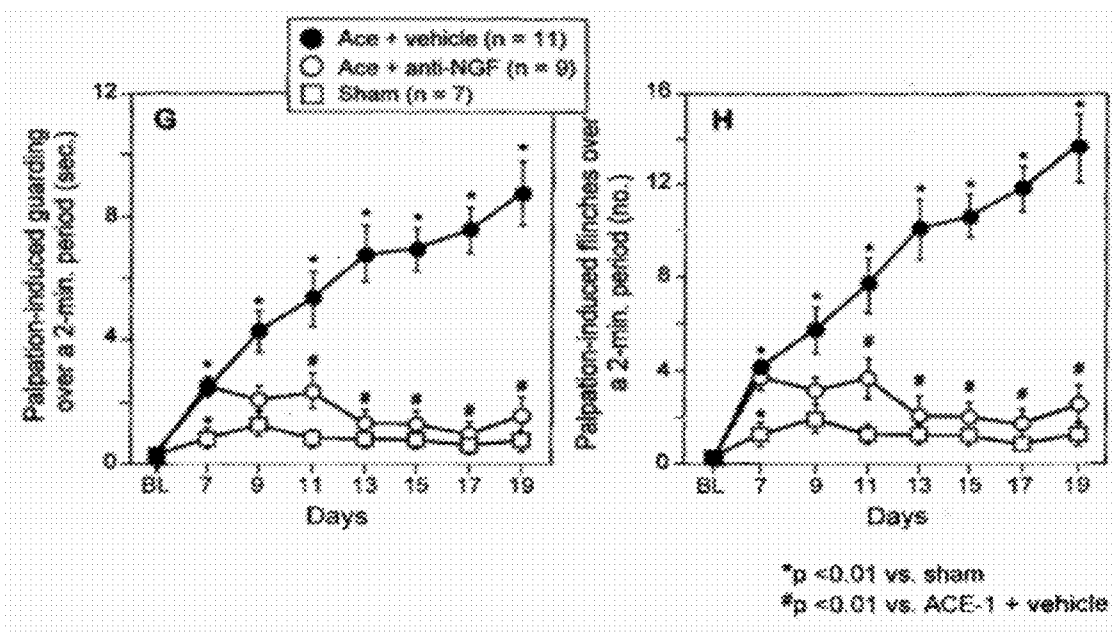 Ace + vehicle (n = 11)
Ace + anti-NGF (n = 9)
Sham (n = 7)
G
Palpation-induced guarding
over a 2-min. period (sec.)
12
8
4
0
* * * * * * *
# # # # #
*
BL 7 9 11 13 15 17 19
Days
H
Palpation-induced flinches over
a 2-min. period (no.)
16
12
8
4
0
* * * * * * *
# # # # #
*
BL 7 9 11 13 15 17 19
Days
*p <0.01 vs. sham
#p <0.01 vs. ACE-1 + vehicle